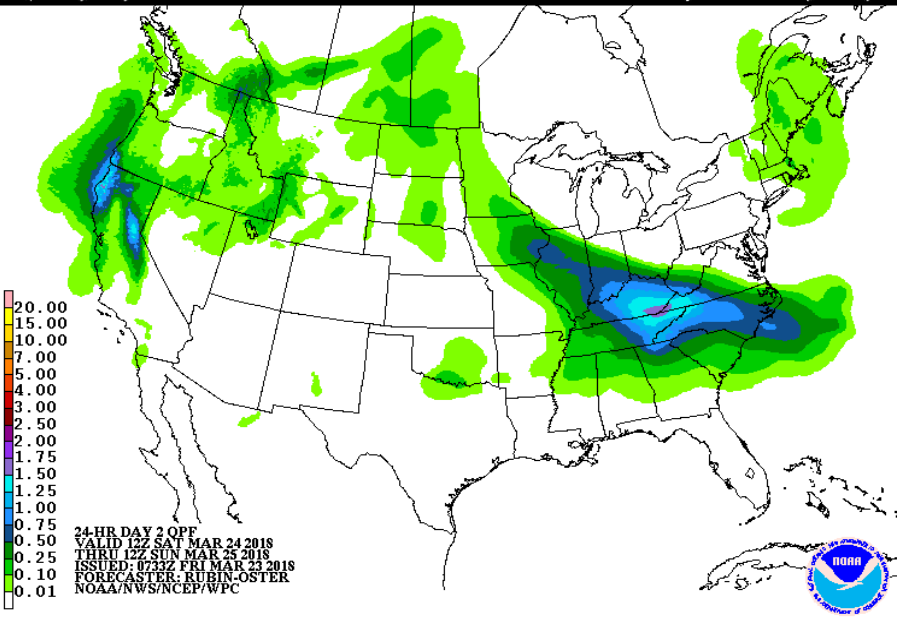 20.00
15.00
10.00
7.00
5.00
4.00
3.00
2.50
2.00
1.75
1.50
1.25
1.00
0.75
0.50
0.25
0.10
0.01
24-HR DAY 2 QPF
VALID 12Z SAT MAR 24 2018
THRU 12Z SUN MAR 25 2018
ISSUED: 0733Z FRI MAR 23 2018
FORECASTER: RUBIN-OSTER
NOAA/NWS/NCEP/WPC
NOAA